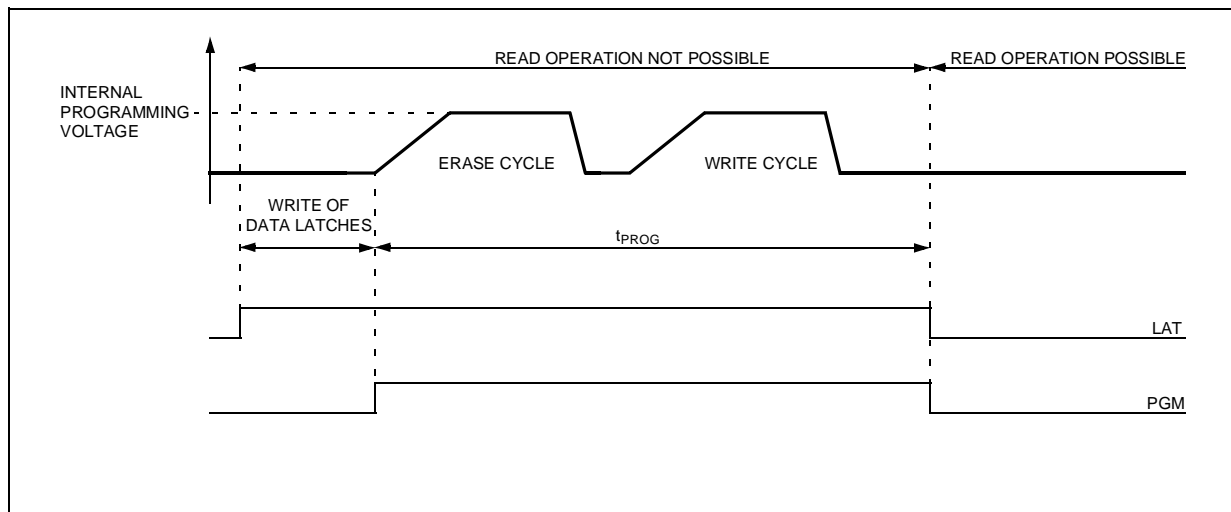 READ OPERATION NOT POSSIBLE
READ OPERATION POSSIBLE
INTERNAL
PROGRAMMING
VOLTAGE
ERASE CYCLE
WRITE CYCLE
WRITE OF
DATA LATCHES
tPROG
LAT
PGM